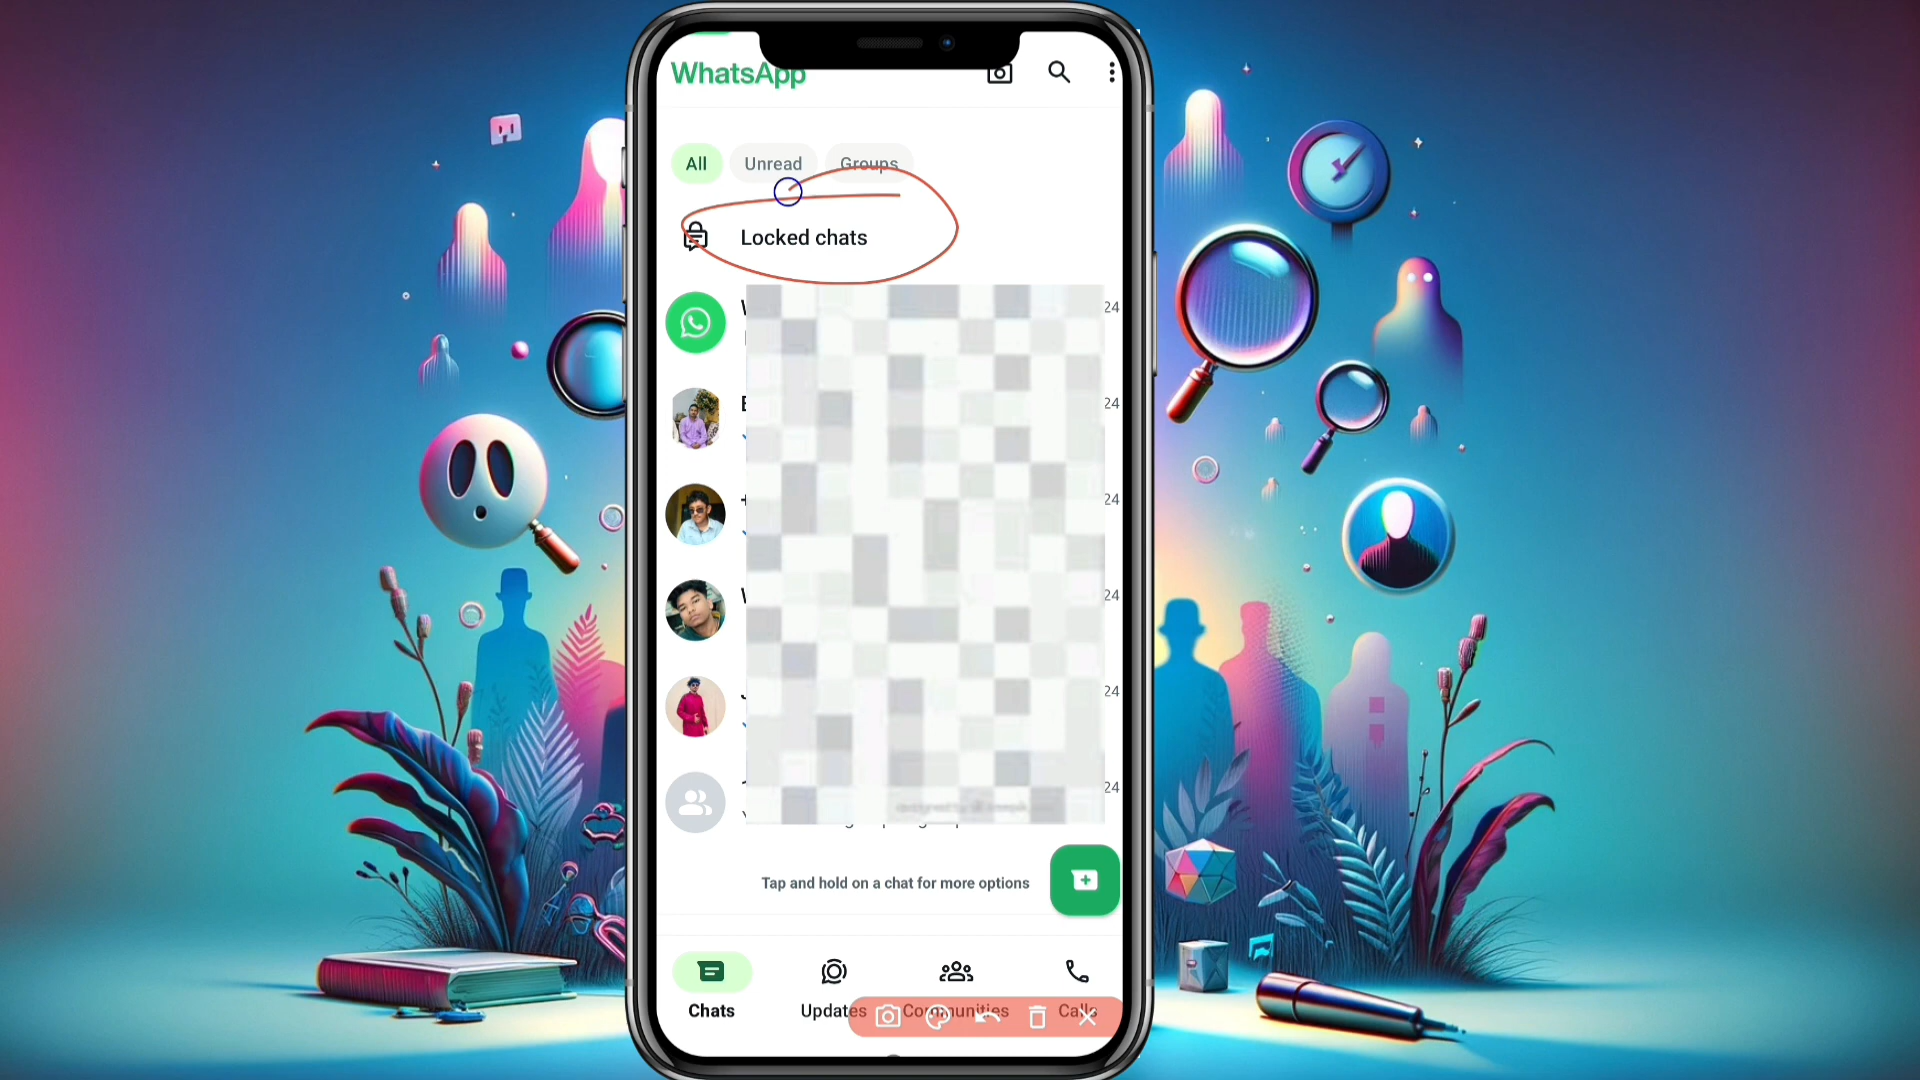 WhatsApp
All
Unread
Groups
Locked chats
24
24
24
24
24
24
Tap and hold on a chat for more options
Chats
Updates
Communities
Calls